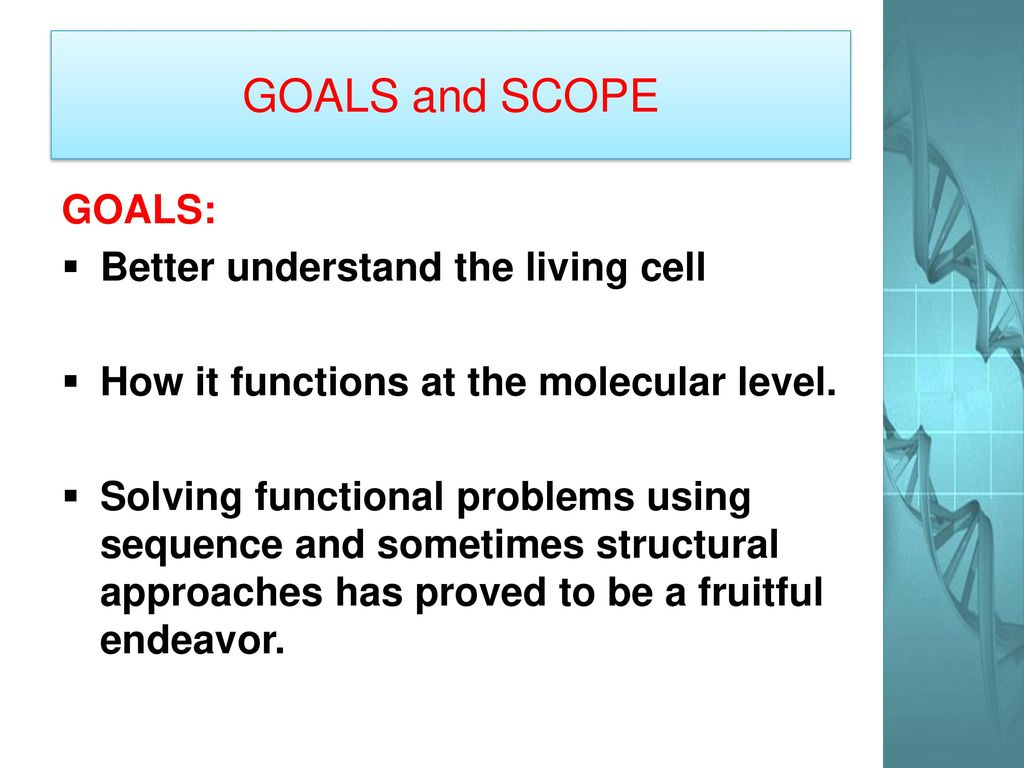 GOALS and SCOPE
GOALS:
▪ Better understand the living cell
▪ How it functions at the molecular level.
▪ Solving functional problems using
sequence and sometimes structural
approaches has proved to be a fruitful
endeavor.